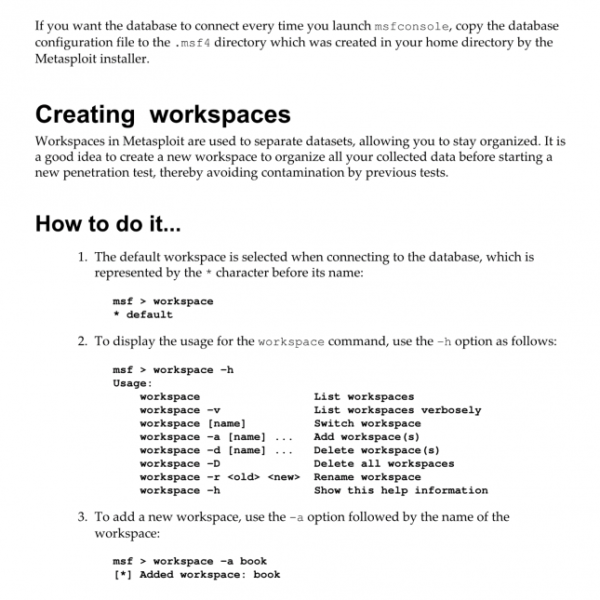 If you want the database to connect every time you launch msfconsole, copy the database
configuration file to the .msf4 directory which was created in your home directory by the
Metasploit installer.
Creating workspaces
Workspaces in Metasploit are used to separate datasets, allowing you to stay organized. It is
a good idea to create a new workspace to organize all your collected data before starting a
new penetration test, thereby avoiding contamination by previous tests.
How to do it...
1. The default workspace is selected when connecting to the database, which is
represented by the * character before its name:
msf > workspace
* default
2. To display the usage for the workspace command, use the -h option as follows:
msf > workspace -h
Usage:
workspace List workspaces
workspace -v List workspaces verbosely
workspace [name] Switch workspace
workspace -a [name] ... Add workspace(s)
workspace -d [name] ... Delete workspace(s)
workspace -D Delete all workspaces
workspace -r <old> <new> Rename workspace
workspace -h Show this help information
3. To add a new workspace, use the -a option followed by the name of the
workspace:
msf > workspace -a book
[*] Added workspace: book